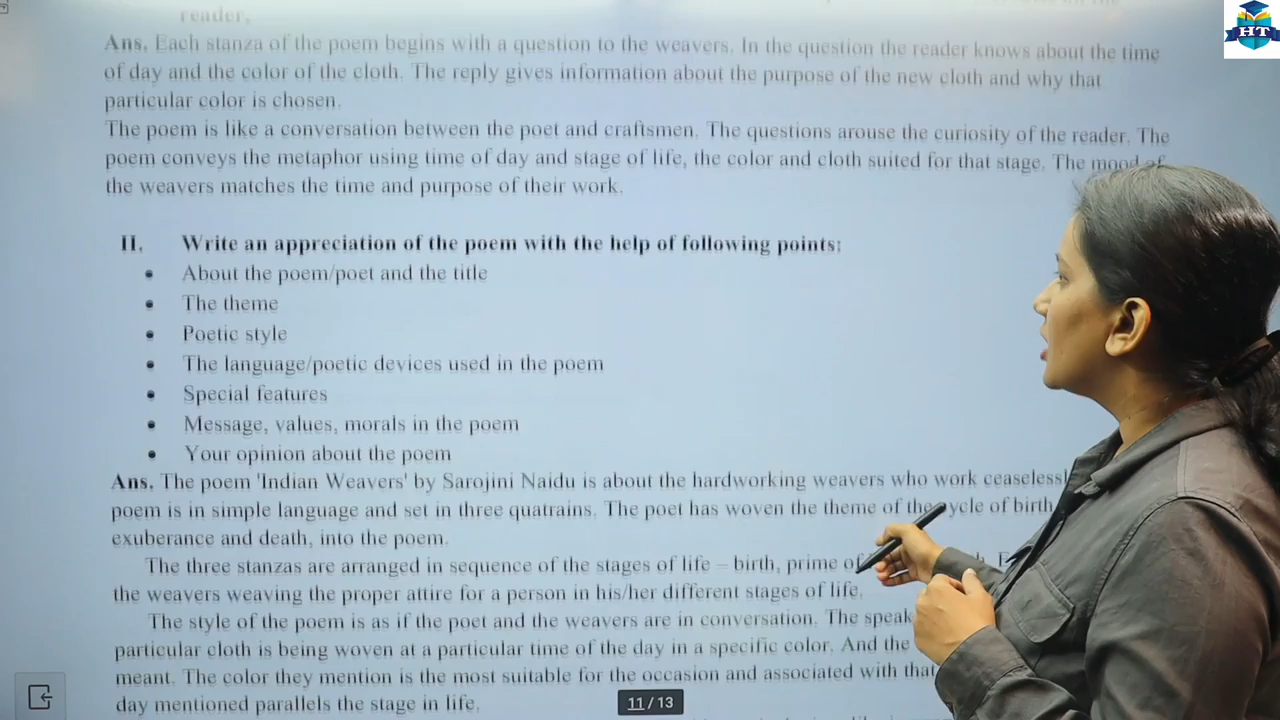 reader.
HT
Ans. Each stanza of the poem begins with a question to the weavers. In the question the reader knows about the time
of day and the color of the cloth. The reply gives information about the purpose of the new cloth and why that
particular color is chosen.
The poem is like a conversation between the poet and craftsmen. The questions arouse the curiosity of the reader. The
poem conveys the metaphor using time of day and stage of life, the color and cloth suited for that stage. The mood of
the weavers matches the time and purpose of their work.
II. Write an appreciation of the poem with the help of following points:
• About the poem/poet and the title
• The theme
• Poetic style
• The language/poetic devices used in the poem
• Special features
• Message, values, morals in the poem
• Your opinion about the poem
Ans. The poem 'Indian Weavers' by Sarojini Naidu is about the hardworking weavers who work
poem is in simple language and set in three quatrains. The poet has woven the theme of the cycle of birth
exuberance and death, into the poem.
The three stanzas are arranged in sequence of the stages of life – birth, prime of
the weavers weaving the proper attire for a person in his/her different stages of life.
The style of the poem is as if the poet and the weavers are in conversation. The
particular cloth is being woven at a particular time of the day in a specific color. And the
meant. The color they mention is the most suitable for the occasion and associated with that
day mentioned parallels the stage in life.
11 / 13